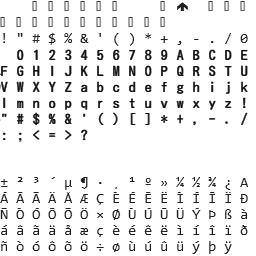 ! " # $ % & ' ( ) * + , - . / 0
0 1 2 3 4 5 6 7 8 9 A B C D E
F G H I J K L M N O P Q R S T U
V W X Y Z a b c d e f g h i j k
l m n o p q r s t u v w x y z !
" # $ % & ' ( ) [ ] * + , - . /
: ; < = > ?
± ² ³ ´ µ ¶ · ¸ ¹ º » ¼ ½ ¾ ¿ À
Á Â Ã Ä Å Æ Ç È É Ê Ë Ì Í Î Ï Ð
Ñ Ò Ó Ô Õ Ö × Ø Ù Ú Û Ü Ý Þ ß à
á â ã ä å æ ç è é ê ë ì í î ï ð
ñ ò ó ô õ ö ÷ ø ù ú û ü ý þ ÿ